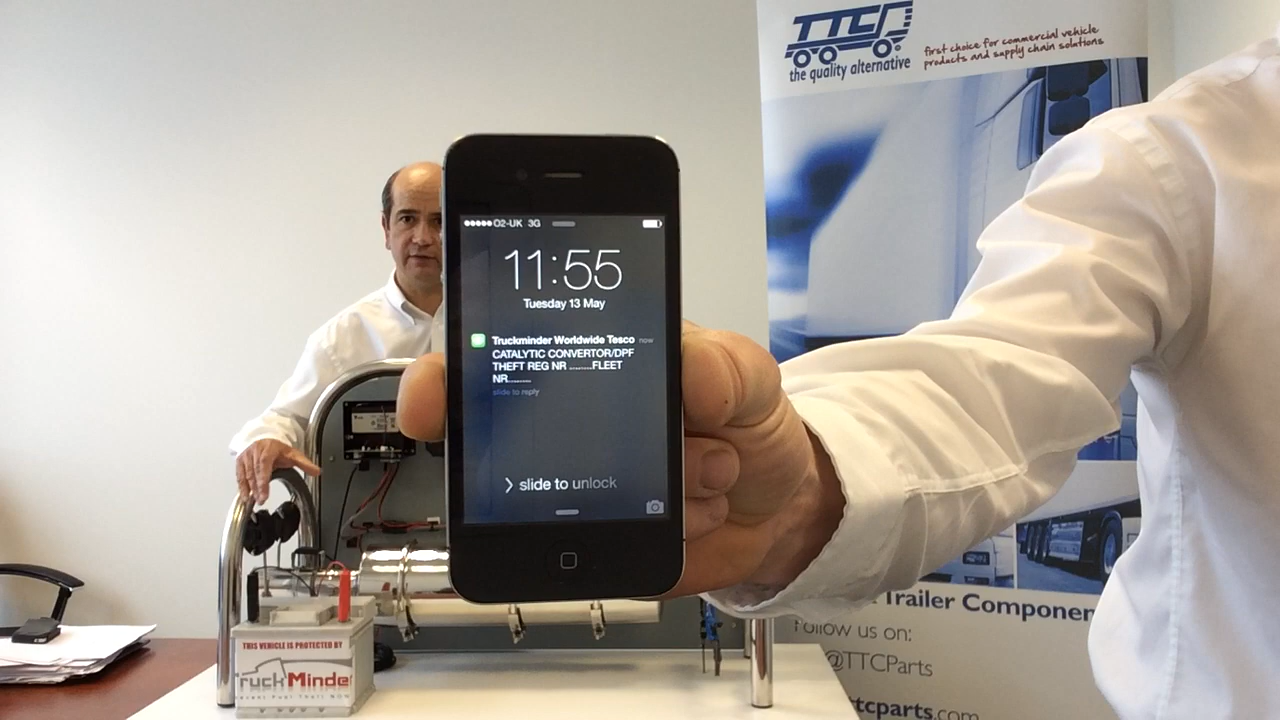 TTC
the quality alternative
first choice for commercial vehicle
products and supply chain solutions
O2-UK 3G
11:55
Tuesday 13 May
Truckminder Worldwide Tesco now
CATALYTIC CONVERTOR/DPF
THEFT REG NR ........FLEET
NR.......
slide to reply
slide to unlock
Trailer Componen
Follow us on:
@TTCParts
tcparts.com
THIS VEHICLE IS PROTECTED BY
ruckMinde